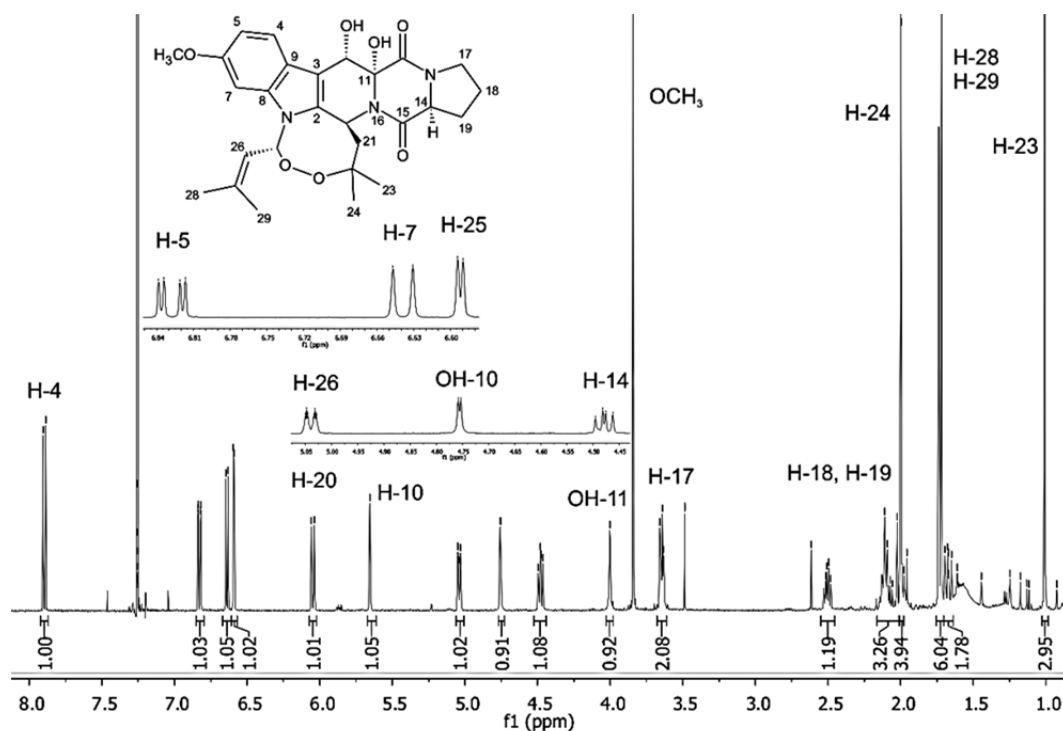 OH
OH
O
5
4
H₃CO
9
3
11
17
N
18
7
8
14
15
N
2
16
N
19
H
26
21
O
O
O
28
23
29
24
H-5
H-7
H-25
6.84 6.81 6.78 6.75 6.72 6.69 6.66 6.53 6.50
f1 (ppm)
H-28
H-29
OCH₃
H-24
H-23
H-4
H-26
OH-10
H-14
5.05 5.00 4.95 4.90 4.85 4.80 4.75 4.70 4.65 4.60 4.55 4.50 4.45
f1 (ppm)
H-20
H-10
OH-11
H-17
H-18, H-19
1.00 1.03 1.05 1.02 1.01 1.05 1.02 0.91 1.08 0.92 2.08 1.19 3.26 3.94 6.04 1.78 2.95
8.0 7.5 7.0 6.5 6.0 5.5 5.0 4.5 4.0 3.5 3.0 2.5 2.0 1.5 1.0
f1 (ppm)